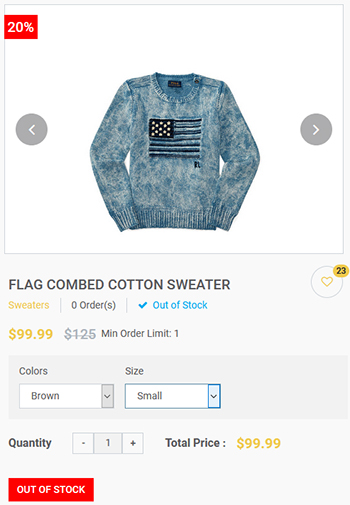 20%
FLAG COMBED COTTON SWEATER
23
Sweaters 0 Order(s) Out of Stock
$99.99 $125 Min Order Limit: 1
Colors Size
Brown Small
Quantity - 1 + Total Price : $99.99
OUT OF STOCK